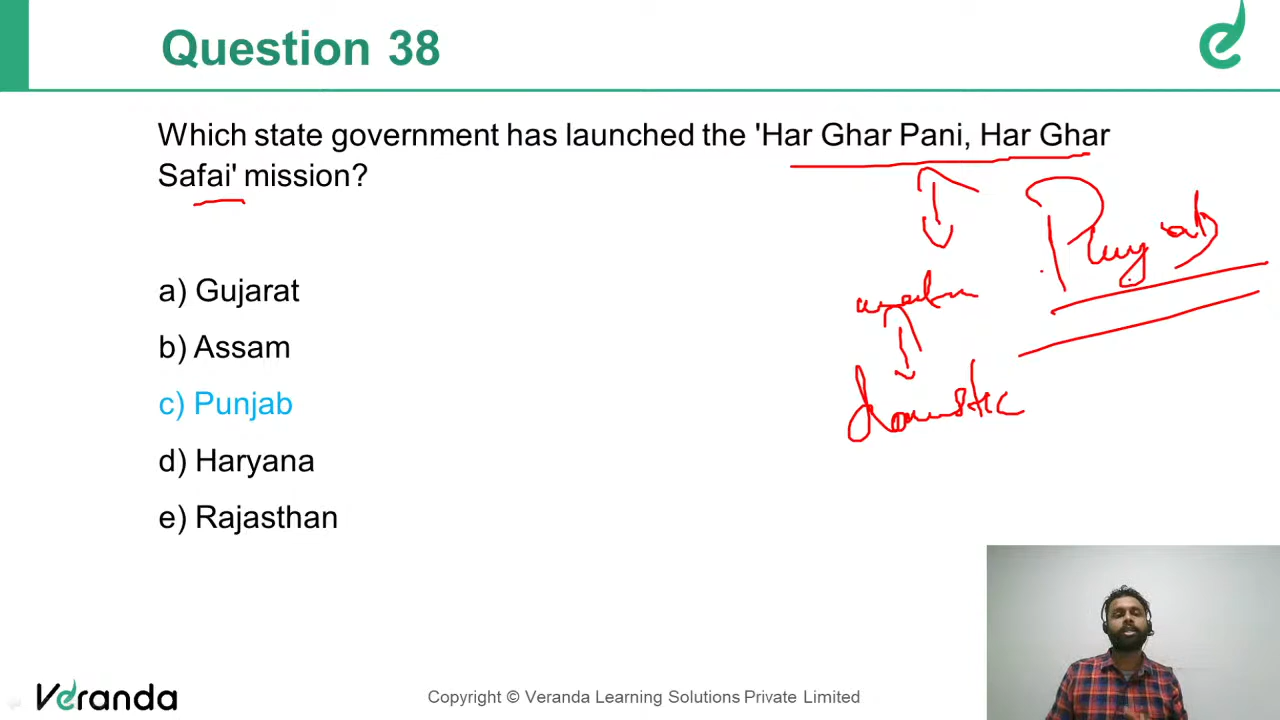 Question 38
Which state government has launched the 'Har Ghar Pani, Har Ghar
Safai' mission?
Punjab
a) Gujarat
b) Assam
c) Punjab
domestic
d) Haryana
e) Rajasthan
Veranda
Copyright © Veranda Learning Solutions Private Limited